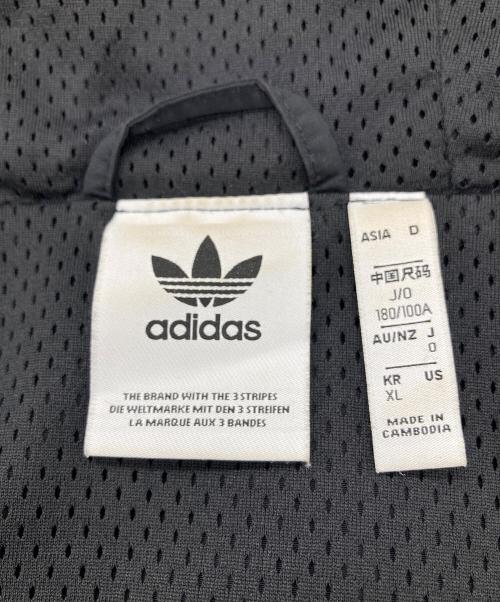 adidas
THE BRAND WITH THE 3 STRIPES
DIE WELTMARKE MIT DEN 3 STREIFEN
LA MARQUE AUX 3 BANDES
ASIA D
中国尺码
J/O
180/100A
AU/NZ J
O
KR US
XL
MADE IN
CAMBODIA